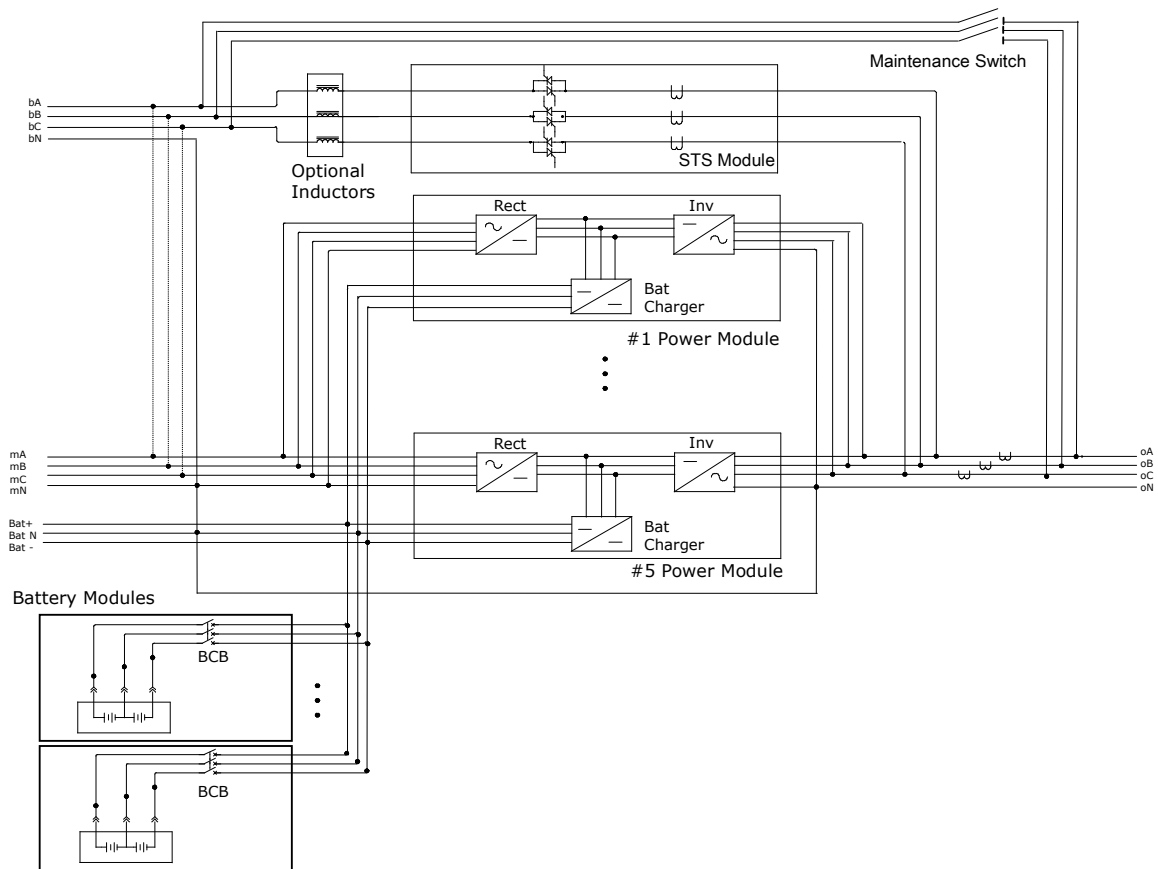 Maintenance Switch
bA
bB
bC
bN
STS Module
Optional
Inductors
Rect
Inv
Bat
Charger
#1 Power Module
mA
mB
mC
mN
Rect
Inv
oA
oB
oC
oN
Bat+
Bat N
Bat -
Bat
Charger
#5 Power Module
Battery Modules
BCB
BCB